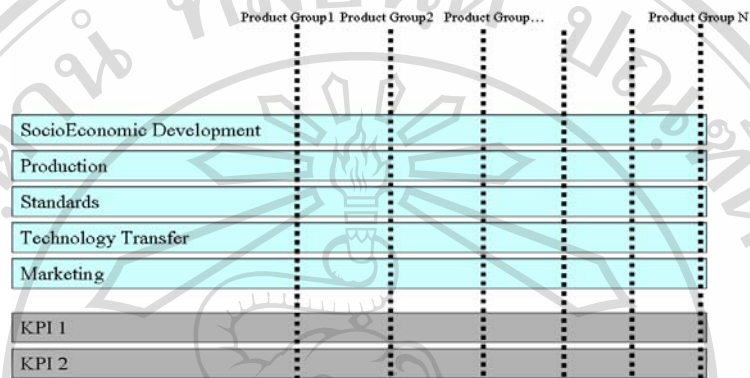 Product Group1 Product Group2 Product Group... Product Group N
SocioEconomic Development
Production
Standards
Technology Transfer
Marketing
KPI 1
KPI 2